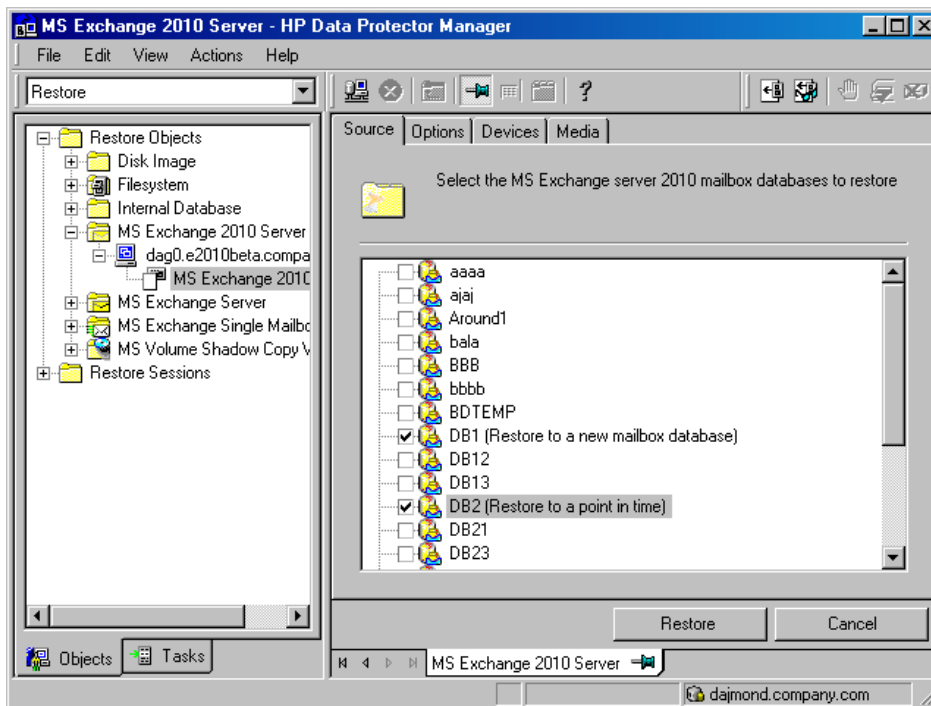 MS Exchange 2010 Server - HP Data Protector Manager
File Edit View Actions Help
Restore
Restore Objects
Disk Image
Filesystem
Internal Database
MS Exchange 2010 Server
dag0.e2010beta.compa
MS Exchange 2010
MS Exchange Server
MS Exchange Single Mailbo
MS Volume Shadow Copy V
Restore Sessions
Objects Tasks
Source Options Devices Media
Select the MS Exchange server 2010 mailbox databases to restore
aaaa
ajaj
Around1
bala
BBB
bbbb
BDTEMP
DB1 (Restore to a new mailbox database)
DB12
DB13
DB2 (Restore to a point in time)
DB21
DB23
Restore Cancel
MS Exchange 2010 Server
dajmond.company.com